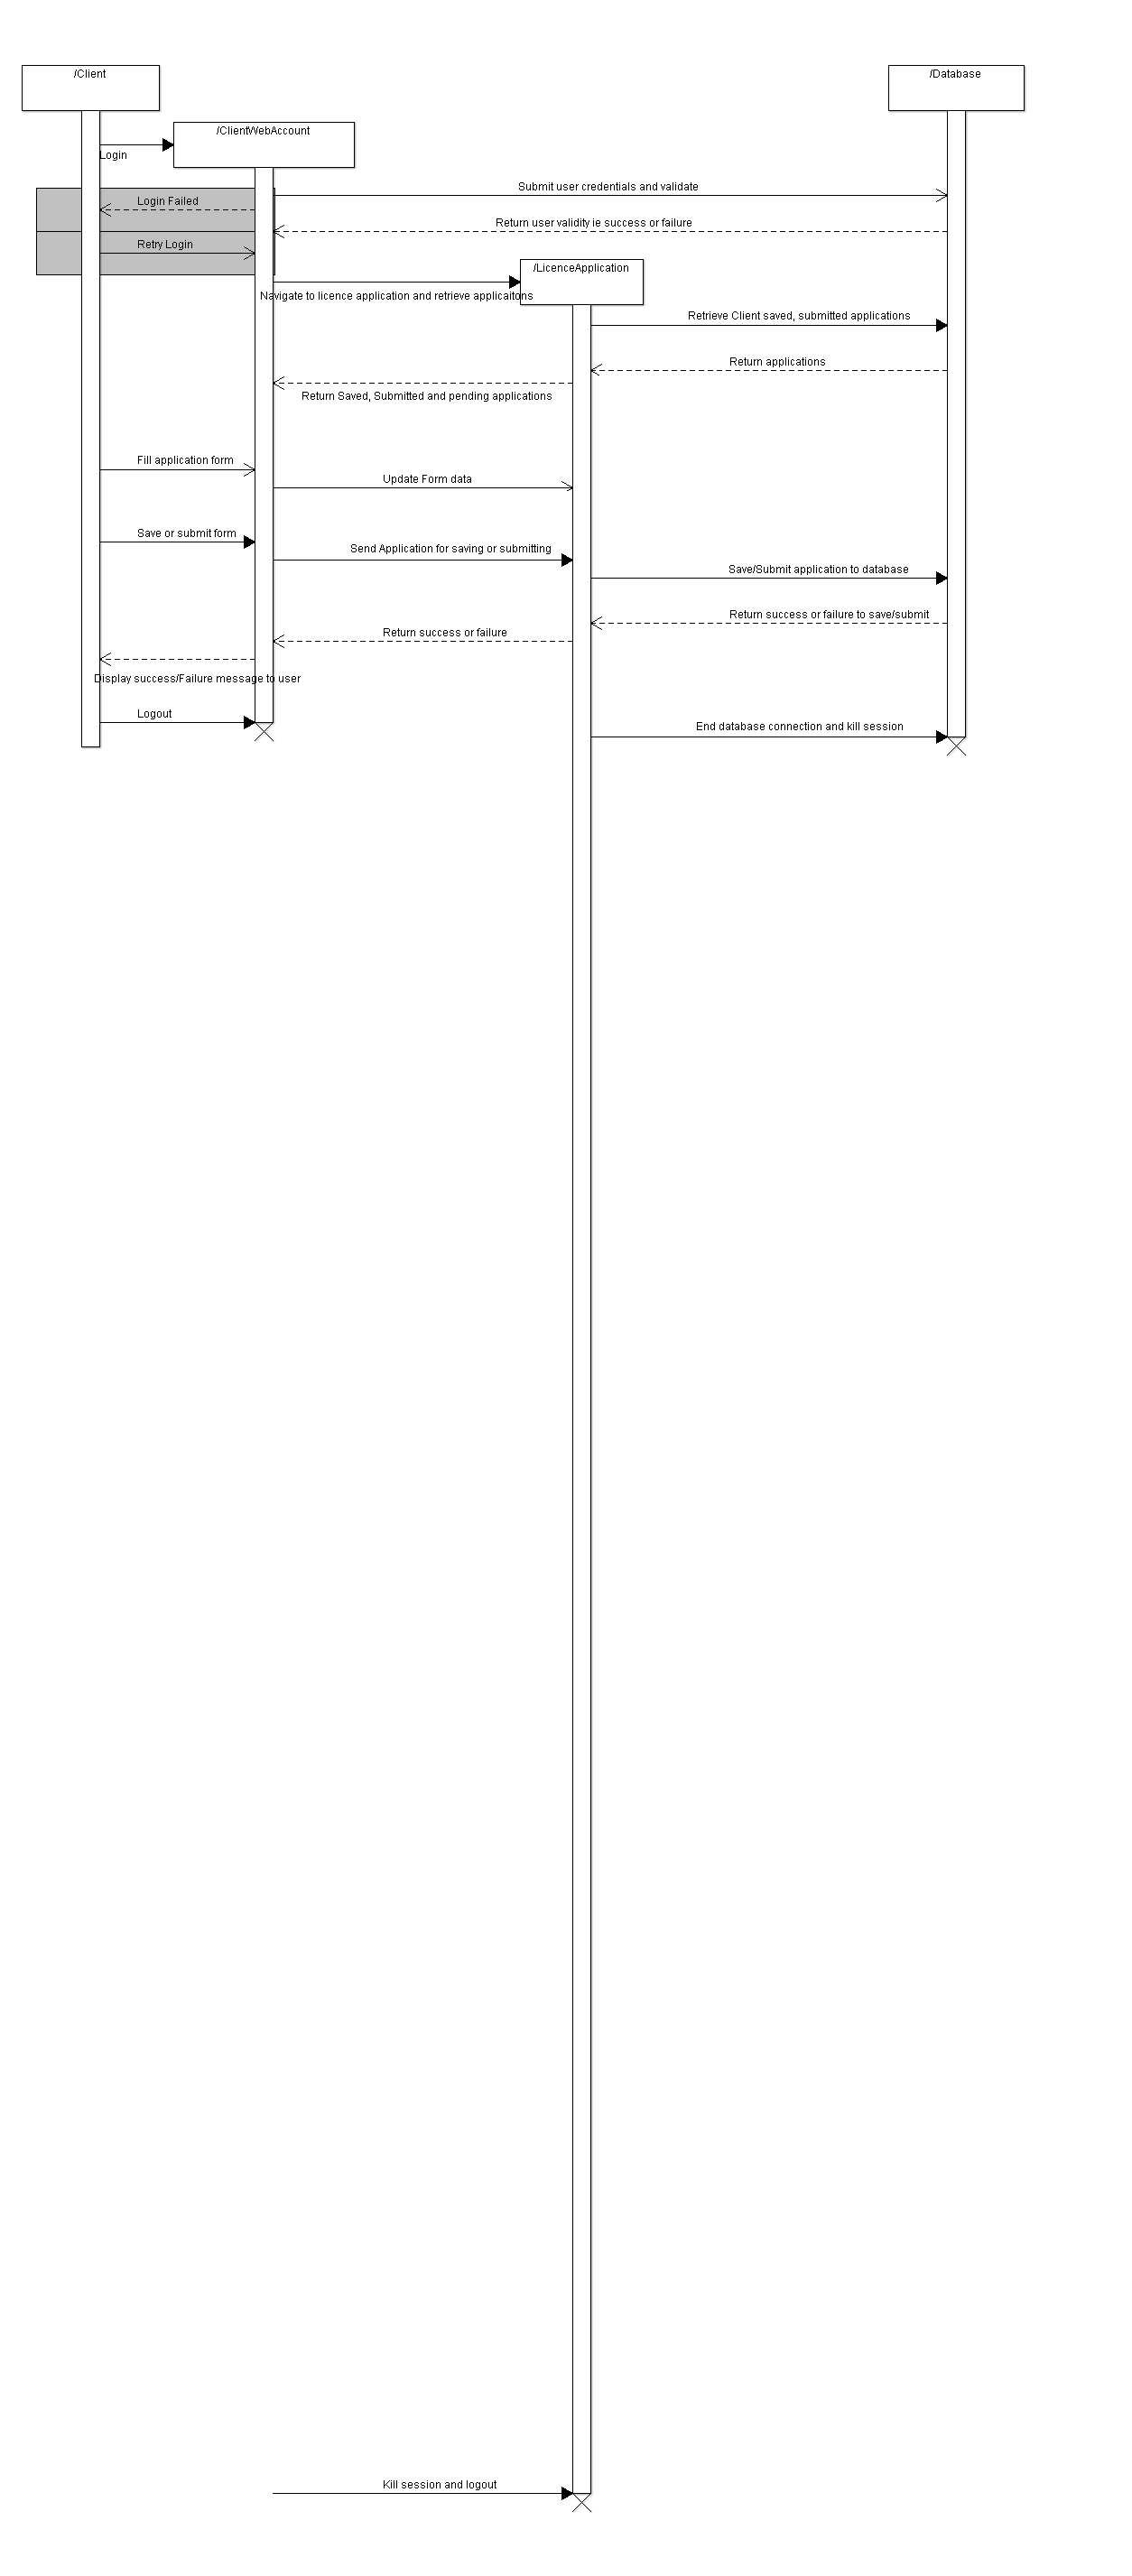 /Client
/Database
/ClientWebAccount
Login
Submit user credentials and validate
Login Failed
Return user validity ie success or failure
Retry Login
/LicenceApplication
Navigate to licence application and retrieve applicaitons
Retrieve Client saved, submitted applications
Return applications
Return Saved, Submitted and pending applications
Fill application form
Update Form data
Save or submit form
Send Application for saving or submitting
Save/Submit application to database
Return success or failure to save/submit
Return success or failure
Display success/Failure message to user
Logout
End database connection and kill session
Kill session and logout